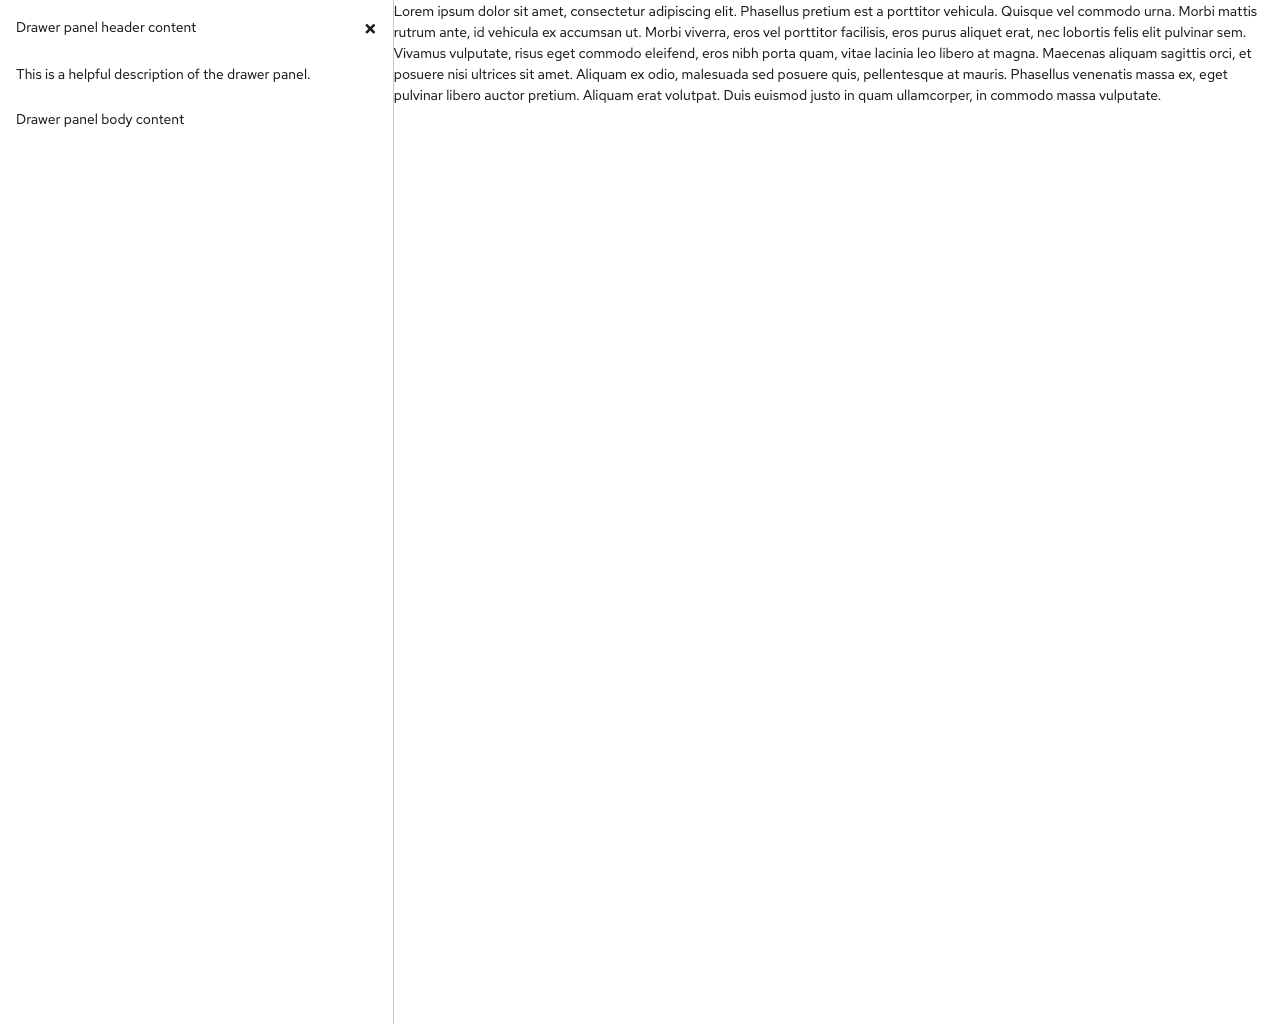 Drawer panel header content
This is a helpful description of the drawer panel.
Drawer panel body content
Lorem ipsum dolor sit amet, consectetur adipiscing elit. Phasellus pretium est a porttitor vehicula. Quisque vel commodo urna. Morbi mattis
rutrum ante, id vehicula ex accumsan ut. Morbi viverra, eros vel porttitor facilisis, eros purus aliquet erat, nec lobortis felis elit pulvinar sem.
Vivamus vulputate, risus eget commodo eleifend, eros nibh porta quam, vitae lacinia leo libero at magna. Maecenas aliquam sagittis orci, et
posuere nisi ultrices sit amet. Aliquam ex odio, malesuada sed posuere quis, pellentesque at mauris. Phasellus venenatis massa ex, eget
pulvinar libero auctor pretium. Aliquam erat volutpat. Duis euismod justo in quam ullamcorper, in commodo massa vulputate.